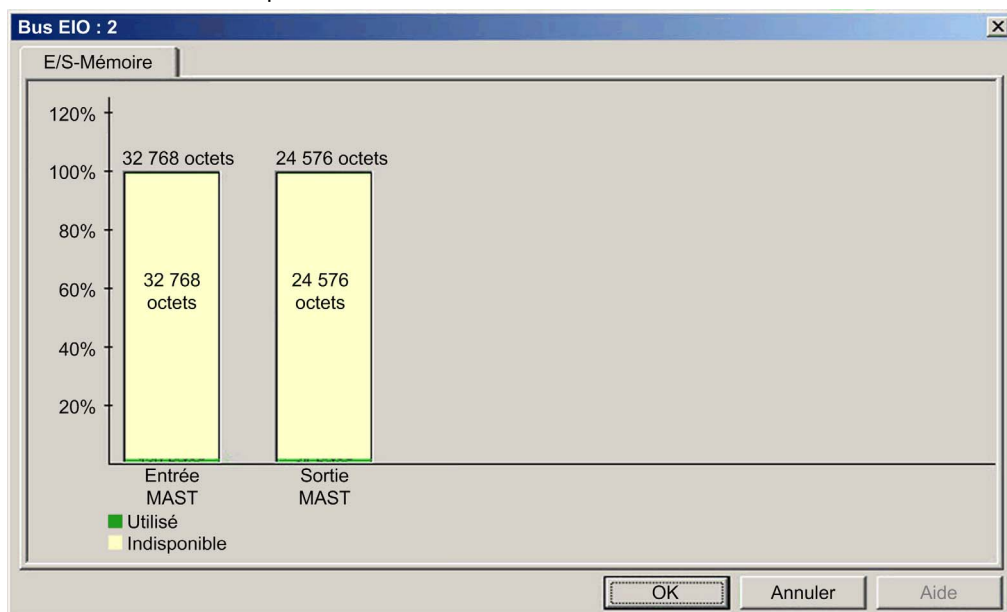 Bus EIO : 2
E/S-Mémoire
120%
32 768 octets
24 576 octets
100%
80%
32 768
octets
24 576
octets
60%
40%
20%
Entrée
MAST
Sortie
MAST
Utilisé
Indisponible
OK
Annuler
Aide